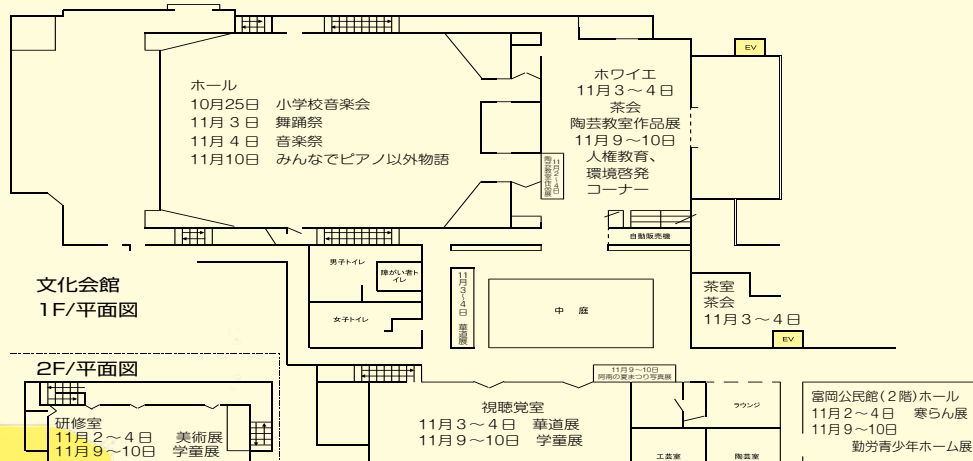 EV
ホール
10月25日　小学校音楽会
11月 3 日　舞踊祭
11月 4 日　音楽祭
11月10日　みんなでピアノ以外物語
ホワイエ
11月３～４日
茶会
陶芸教室作品展
11月９～10日
人権教育、
環境啓発
コーナー
11月2～4日
陶芸教室作品展
自動販売機
男子トイレ
障がい者ト
イレ
女子トイレ
11月３～４日　華道展
中　庭
茶室
茶会
11月３～４日
EV
文化会館
1F/平面図
2F/平面図
研修室
11月２～４日　美術展
11月９～10日　学童展
視聴覚室
11月３～４日　華道展
11月９～10日　学童展
11月９～10日
阿南の夏まつり写真展
ラウンジ
工芸室
陶芸室
富岡公民館(２階)ホール
11月２～４日　寒らん展
11月９～10日
勤労青少年ホーム展